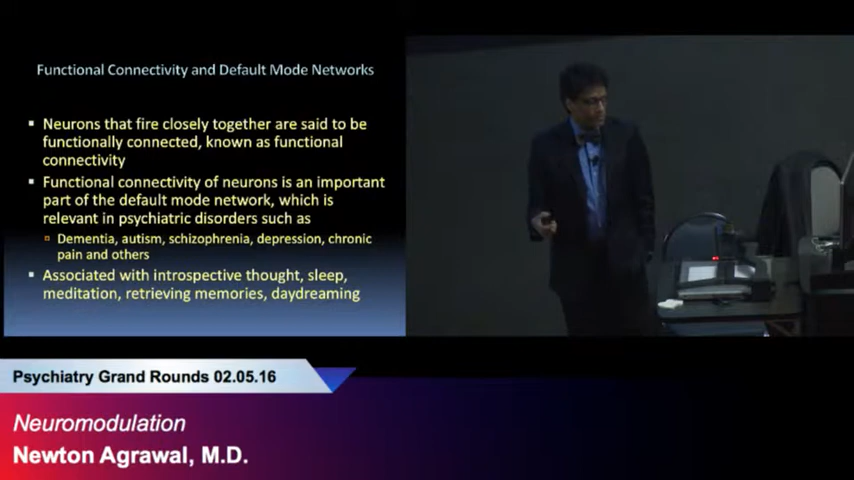 Functional Connectivity and Default Mode Networks
Neurons that fire closely together are said to be
functionally connected, known as functional
connectivity
Functional connectivity of neurons is an important
part of the default mode network, which is
relevant in psychiatric disorders such as
Dementia, autism, schizophrenia, depression, chronic
pain and others
Associated with introspective thought, sleep,
meditation, retrieving memories, daydreaming
Psychiatry Grand Rounds 02.05.16
Neuromodulation
Newton Agrawal, M.D.